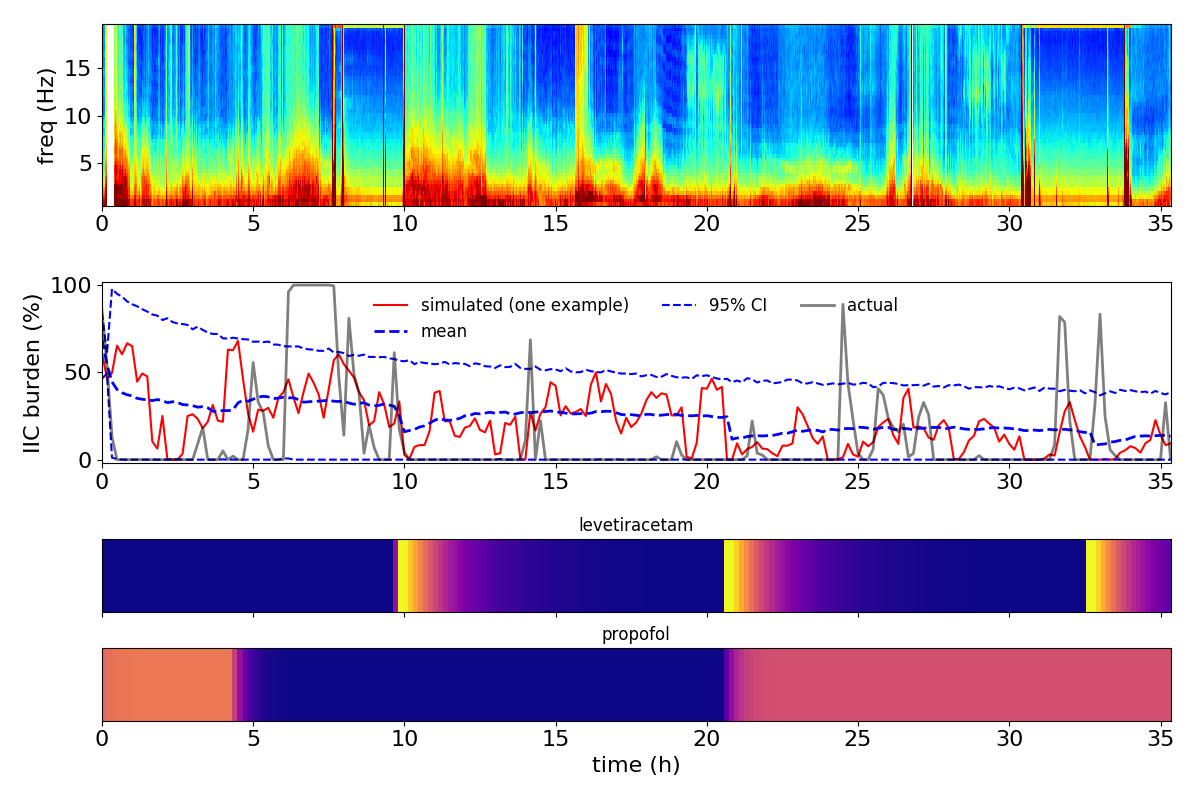 15
10
5
freq (Hz)
0 5 10 15 20 25 30 35
100
50
0
IIC burden (%)
simulated (one example) 95% CI actual
mean
0 5 10 15 20 25 30 35
levetiracetam
propofol
0 5 10 15 20 25 30 35
time (h)